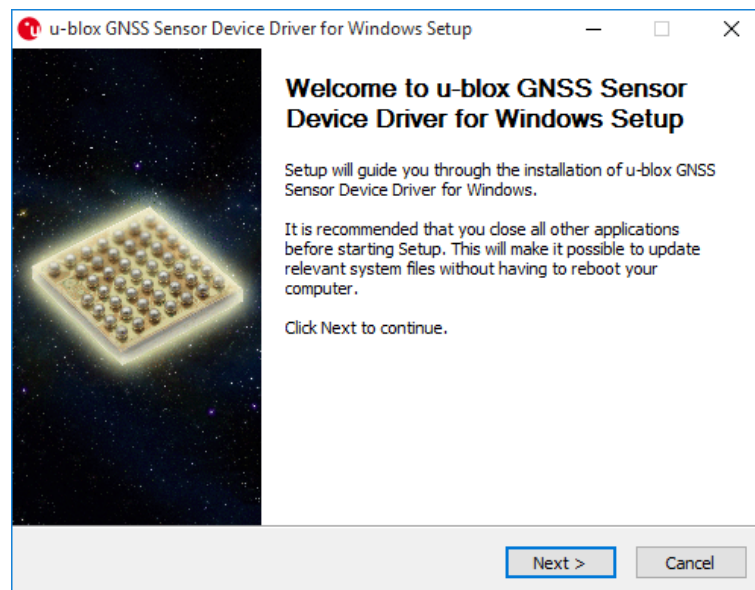 u-blox GNSS Sensor Device Driver for Windows Setup
Welcome to u-blox GNSS Sensor
Device Driver for Windows Setup
Setup will guide you through the installation of u-blox GNSS
Sensor Device Driver for Windows.
It is recommended that you close all other applications
before starting Setup. This will make it possible to update
relevant system files without having to reboot your
computer.
Click Next to continue.
Next >
Cancel